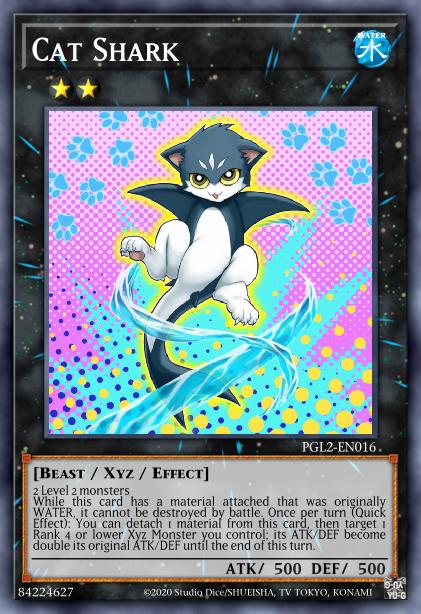 CAT SHARK
WATER
水
PGL2-EN016
[BEAST / XYZ / EFFECT]
2 Level 2 monsters
While this card has a material attached that was originally
WATER, it cannot be destroyed by battle. Once per turn (Quick
Effect): You can detach 1 material from this card, then target 1
Rank 4 or lower Xyz Monster you control; its ATK/DEF become
double its original ATK/DEF until the end of this turn.
ATK/ 500 DEF/ 500
84224627
©2020 Studio Dice/SHUEISHA, TV TOKYO, KONAMI